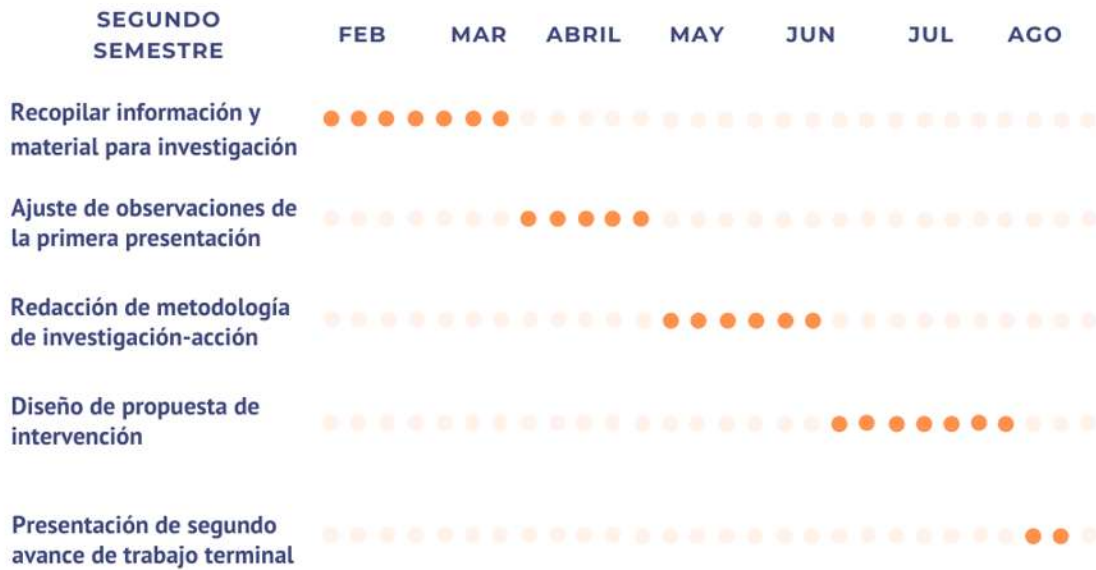 SEGUNDO
SEMESTRE
FEB MAR ABRIL MAY JUN JUL AGO
Recopilar información y
material para investigación
Ajuste de observaciones de
la primera presentación
Redacción de metodología
de investigación-acción
Diseño de propuesta de
intervención
Presentación de segundo
avance de trabajo terminal